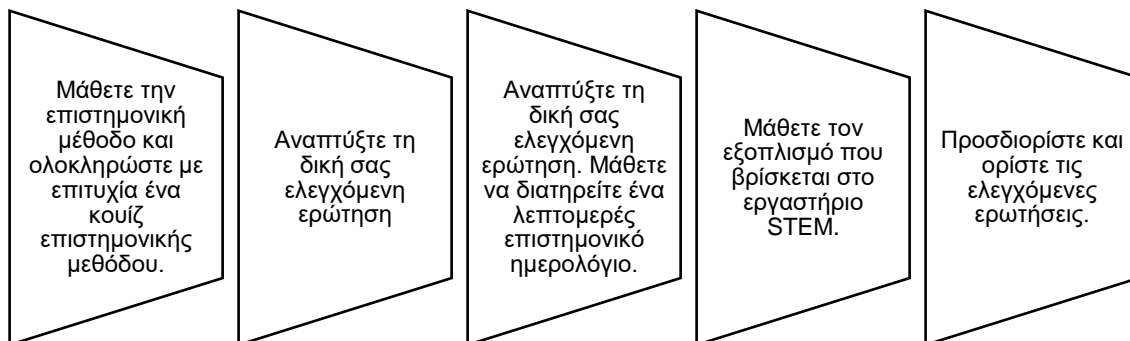 Μάθετε την
επιστημονική
μέθοδο και
ολοκληρώστε με
επιτυχία ένα
κουίζ
επιστημονικής
μεθόδου.
Αναπτύξτε τη
δική σας
ελεγχόμενη
ερώτηση
Αναπτύξτε τη
δική σας
ελεγχόμενη
ερώτηση. Μάθετε
να διατηρείτε ένα
λεπτομερές
επιστημονικό
ημερολόγιο.
Μάθετε τον
εξοπλισμό που
βρίσκεται στο
εργαστήριο
STEM.
Προσδιορίστε και
ορίστε τις
ελεγχόμενες
ερωτήσεις.